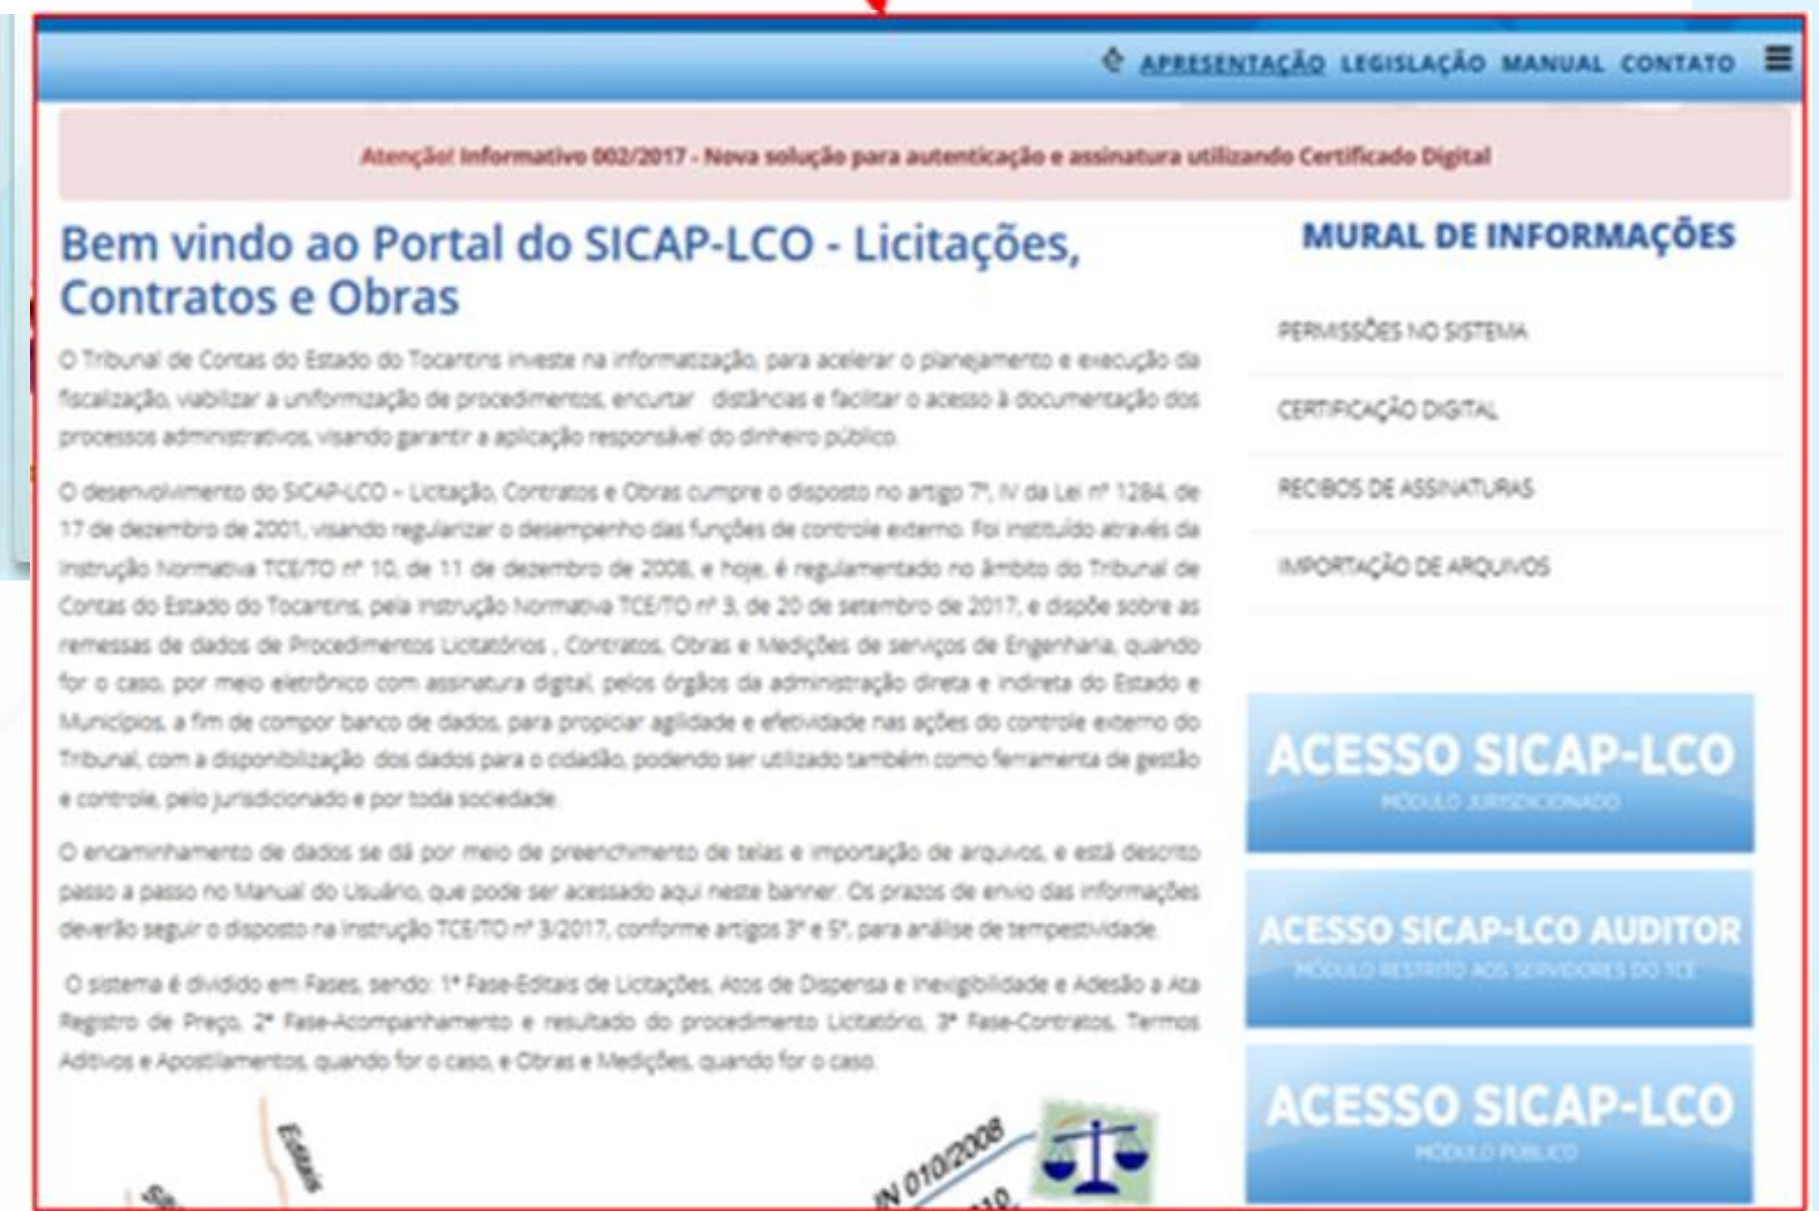 APRESENTAÇÃO LEGISLAÇÃO MANUAL CONTATO
Atenção! Informativo 002/2017 - Nova solução para autenticação e assinatura utilizando Certificado Digital
Bem vindo ao Portal do SICAP-LCO - Licitações,
Contratos e Obras
O Tribunal de Contas do Estado do Tocantins investe na informatização, para acelerar o planejamento e execução da
fiscalização, viabilizar a uniformização de procedimentos, encurtar distâncias e facilitar o acesso à documentação dos
processos administrativos, visando garantir a aplicação responsável do dinheiro público.
O desenvolvimento do SICAP-LCO – Licitação, Contratos e Obras cumpre o disposto no artigo 7º, IV da Lei nº 1284, de
17 de dezembro de 2001, visando regularizar o desempenho das funções de controle externo. Foi instituído através da
Instrução Normativa TCE/TO nº 10, de 11 de dezembro de 2008, e hoje, é regulamentado no âmbito do Tribunal de
Contas do Estado do Tocantins, pela Instrução Normativa TCE/TO nº 3, de 20 de setembro de 2017, e dispõe sobre as
remessas de dados de Procedimentos Licitatórios , Contratos, Obras e Medições de serviços de Engenharia, quando
for o caso, por meio eletrônico com assinatura digital, pelos órgãos da administração direta e indireta do Estado e
Municípios, a fim de compor banco de dados, para propiciar agilidade e efetividade nas ações do controle externo do
Tribunal, com a disponibilização dos dados para o cidadão, podendo ser utilizado também como ferramenta de gestão
e controle, pelo jurisdicionado e por toda sociedade.
O encaminhamento de dados se dá por meio de preenchimento de telas e importação de arquivos, e está descrito
passo a passo no Manual do Usuário, que pode ser acessado aqui neste banner. Os prazos de envio das informações
deverão seguir o disposto na Instrução TCE/TO nº 3/2017, conforme artigos 3º e 5º, para análise de tempestividade.
O sistema é dividido em Fases, sendo: 1ª Fase-Editais de Licitações, Atos de Dispensa e Inexigibilidade e Adesão a Ata
Registro de Preço, 2ª Fase-Acompanhamento e resultado do procedimento Licitatório, 3ª Fase-Contratos, Termos
Aditivos e Apostilamentos, quando for o caso, e Obras e Medições, quando for o caso.
Editais
IN 010/2008
MURAL DE INFORMAÇÕES
PERMISSÕES NO SISTEMA
CERTIFICAÇÃO DIGITAL
RECIBOS DE ASSINATURAS
IMPORTAÇÃO DE ARQUIVOS
ACESSO SICAP-LCO
MÓDULO JURISDICIONADO
ACESSO SICAP-LCO AUDITOR
MÓDULO RESTRITO AOS SERVIDORES DO TCE
ACESSO SICAP-LCO
MÓDULO PÚBLICO